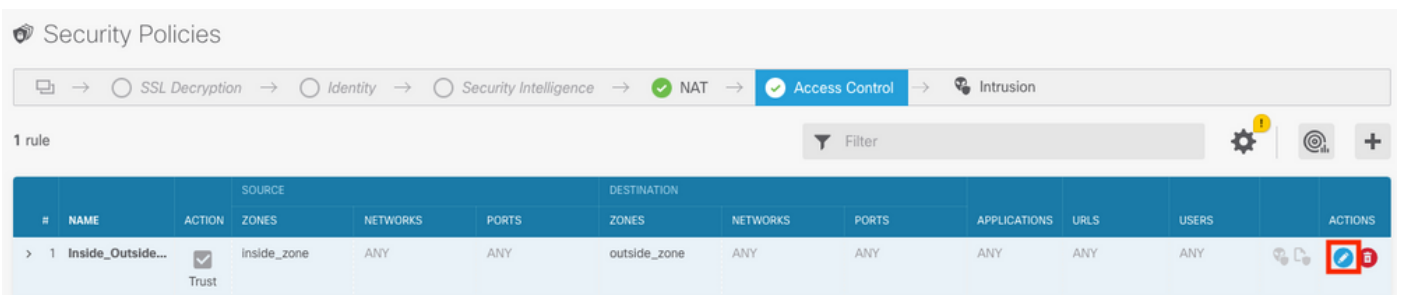 Security Policies
→ SSL Decryption → Identity → Security Intelligence → NAT → Access Control → Intrusion
1 rule Filter
SOURCE DESTINATION
# NAME ACTION ZONES NETWORKS PORTS ZONES NETWORKS PORTS APPLICATIONS URLS USERS ACTIONS
> 1 Inside_Outside... inside_zone ANY ANY outside_zone ANY ANY ANY ANY ANY
Trust